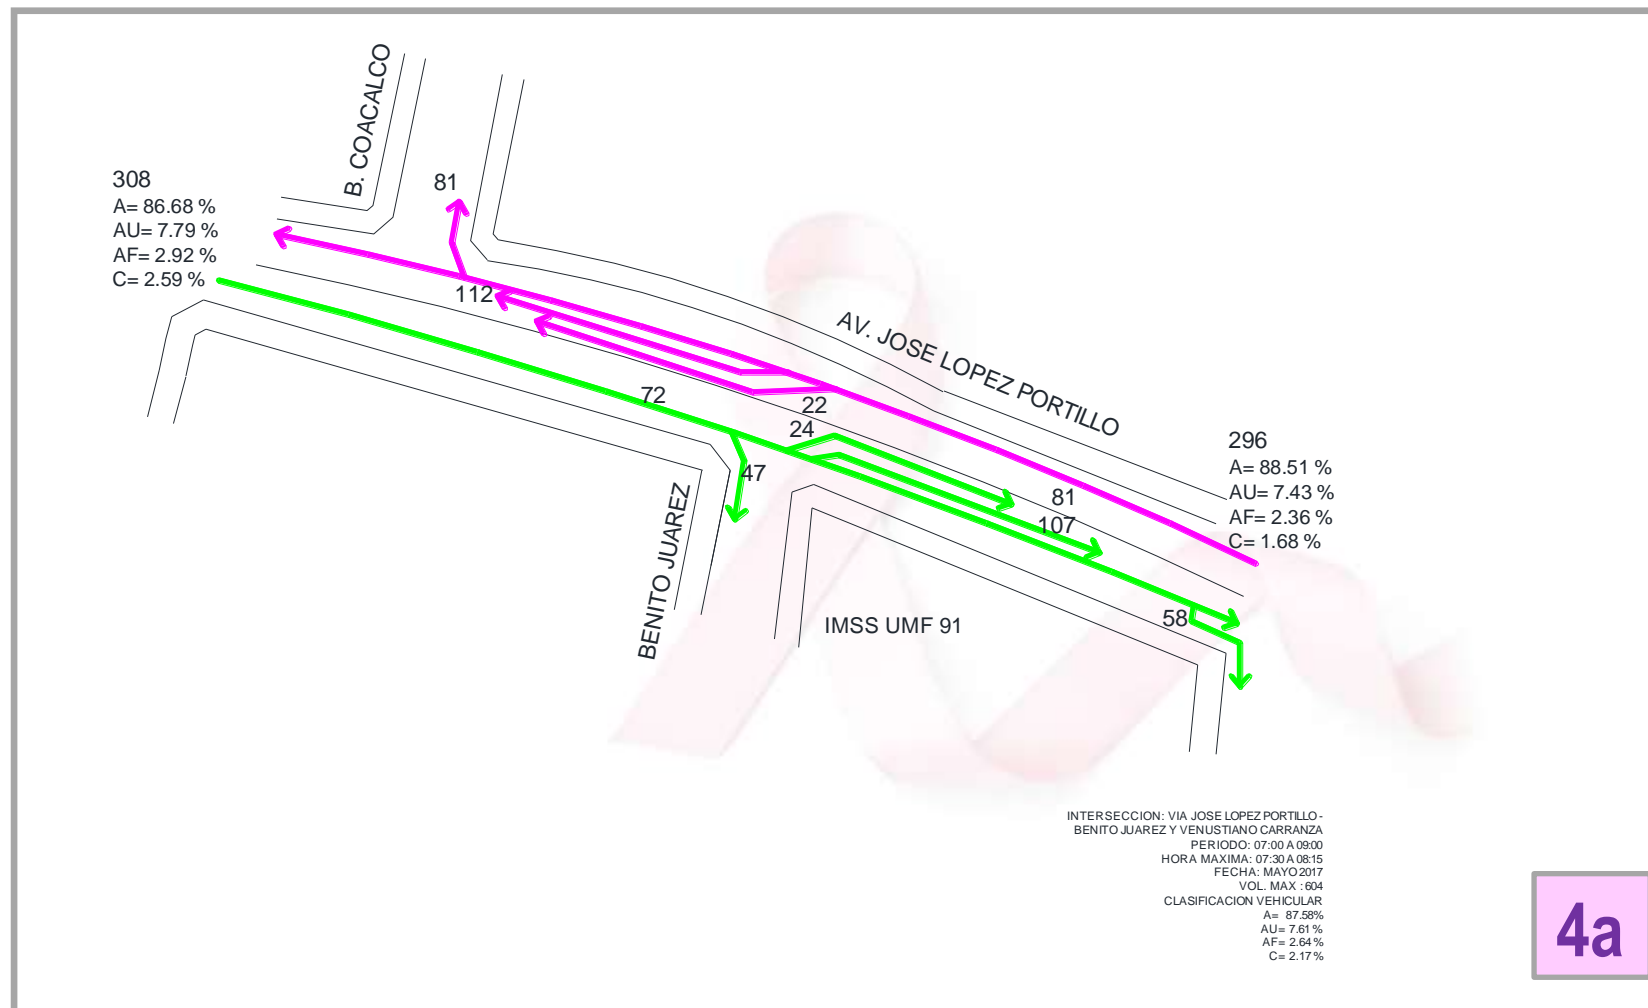 B. COACALCO
308
A= 86.68 %
AU= 7.79 %
AF= 2.92 %
C= 2.59 %
81
112
AV. JOSE LOPEZ PORTILLO
72
22
24
47
BENITO JUAREZ
81
107
296
A= 88.51 %
AU= 7.43 %
AF= 2.36 %
C= 1.68 %
58
IMSS UMF 91
INTERSECCION: VIA JOSE LOPEZ PORTILLO -
BENITO JUAREZ Y VENUSTIANO CARRANZA
PERIODO: 07:00 A 09:00
HORA MAXIMA: 07:30 A 08:15
FECHA: MAYO 2017
VOL. MAX : 604
CLASIFICACION VEHICULAR
A= 87.58%
AU= 7.61 %
AF= 2.64 %
C= 2.17 %
4a